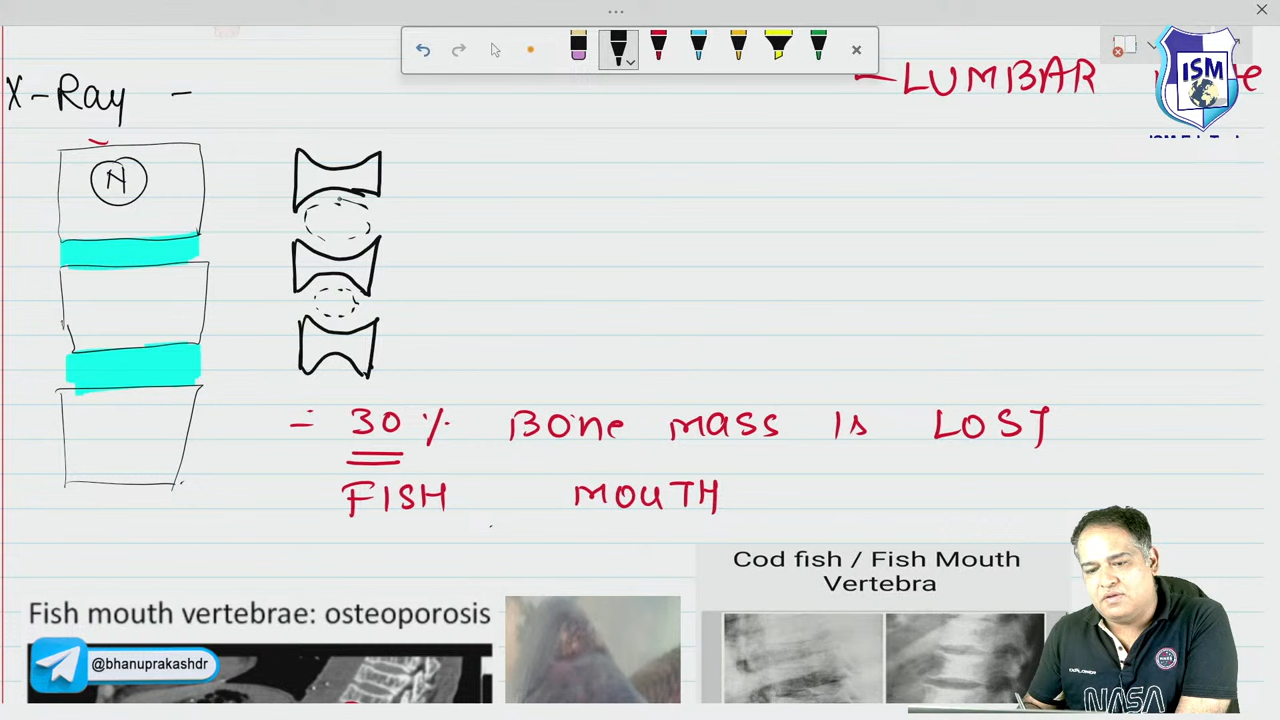 - LUMBAR
X-Ray -
ISM
N
= 30% Bone mass is LOST
FISH MOUTH
Cod fish / Fish Mouth
Vertebra
Fish mouth vertebrae: osteoporosis
@bhanuprakashdr
NASA